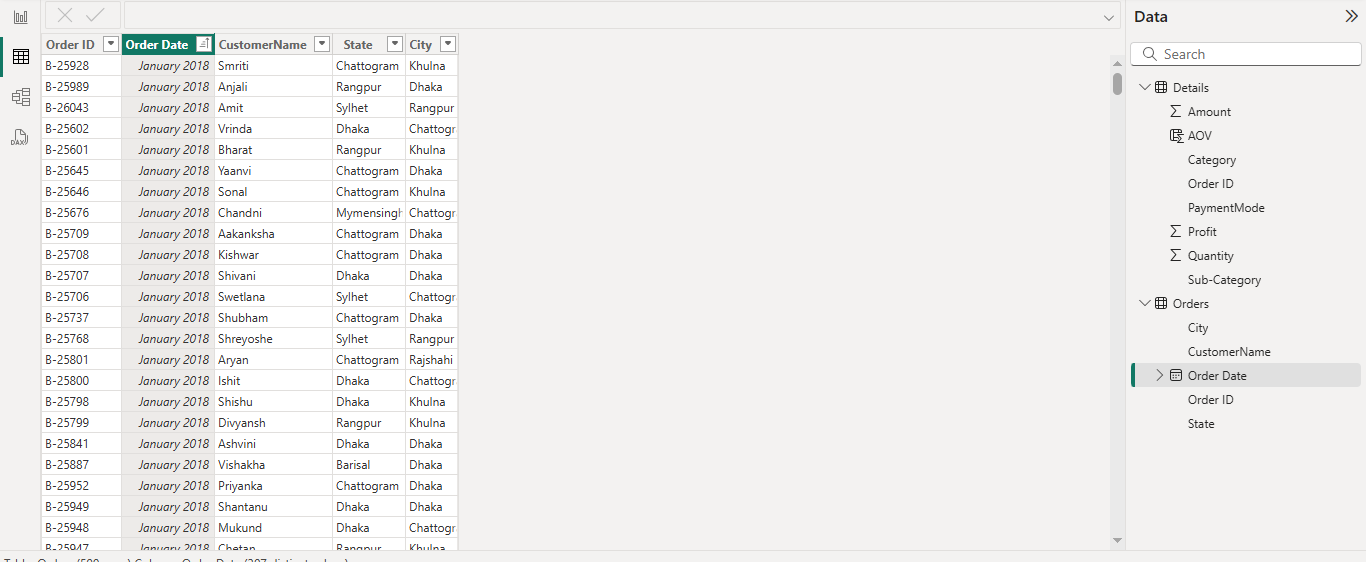 Data
Order ID Order Date CustomerName State City
B-25928 January 2018 Smriti Chattogram Khulna
B-25989 January 2018 Anjali Rangpur Dhaka
B-26043 January 2018 Amit Sylhet Rangpur
B-25602 January 2018 Vrinda Dhaka Chattogr
B-25601 January 2018 Bharat Rangpur Khulna
B-25645 January 2018 Yaanvi Chattogram Dhaka
B-25646 January 2018 Sonal Chattogram Khulna
B-25676 January 2018 Chandni Mymensingh Chattogr
B-25709 January 2018 Aakanksha Chattogram Dhaka
B-25708 January 2018 Kishwar Chattogram Dhaka
B-25707 January 2018 Shivani Dhaka Dhaka
B-25706 January 2018 Swetlana Sylhet Chattogr
B-25737 January 2018 Shubham Chattogram Dhaka
B-25768 January 2018 Shreyoshe Sylhet Rangpur
B-25801 January 2018 Aryan Chattogram Rajshahi
B-25800 January 2018 Ishit Dhaka Chattogr
B-25798 January 2018 Shishu Dhaka Khulna
B-25799 January 2018 Divyansh Rangpur Khulna
B-25841 January 2018 Ashvini Dhaka Dhaka
B-25887 January 2018 Vishakha Barisal Dhaka
B-25952 January 2018 Priyanka Chattogram Dhaka
B-25949 January 2018 Shantanu Dhaka Dhaka
B-25948 January 2018 Mukund Dhaka Chattogr
B-25947 January 2018 Chetan Rangpur Khulna
Search
Details
Amount
AOV
Category
Order ID
PaymentMode
Profit
Quantity
Sub-Category
Orders
City
CustomerName
Order Date
Order ID
State
DAX